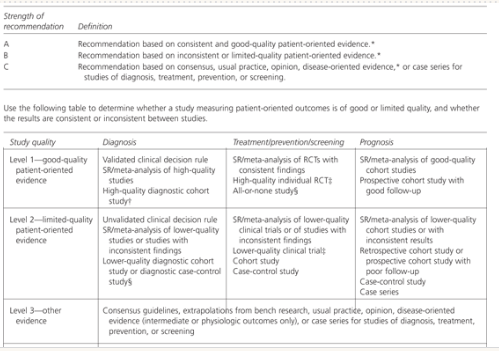 Strength of
recommendation
Definition
A
Recommendation based on consistent and good-quality patient-oriented evidence.*
B
Recommendation based on inconsistent or limited-quality patient-oriented evidence.*
C
Recommendation based on consensus, usual practice, opinion, disease-oriented evidence,* or case series for
studies of diagnosis, treatment, prevention, or screening.
Use the following table to determine whether a study measuring patient-oriented outcomes is of good or limited quality, and whether
the results are consistent or inconsistent between studies.
Study quality
Diagnosis
Treatment/prevention/screening
Prognosis
Level 1—good-quality
patient-oriented
evidence
Validated clinical decision rule
SR/meta-analysis of high-quality
studies
High-quality diagnostic cohort
study†
SR/meta-analysis of RCTs with
consistent findings
High-quality individual RCT‡
All-or-none study§
SR/meta-analysis of good-quality
cohort studies
Prospective cohort study with
good follow-up
Level 2—limited-quality
patient-oriented
evidence
Unvalidated clinical decision rule
SR/meta-analysis of lower-quality
studies or studies with
inconsistent findings
Lower-quality diagnostic cohort
study or diagnostic case-control
study§
SR/meta-analysis of lower-quality
clinical trials or of studies with
inconsistent findings
Lower-quality clinical trial‡
Cohort study
Case-control study
SR/meta-analysis of lower-quality
cohort studies or with
inconsistent results
Retrospective cohort study or
prospective cohort study with
poor follow-up
Case-control study
Case series
Level 3—other
evidence
Consensus guidelines, extrapolations from bench research, usual practice, opinion, disease-oriented
evidence (intermediate or physiologic outcomes only), or case series for studies of diagnosis, treatment,
prevention, or screening